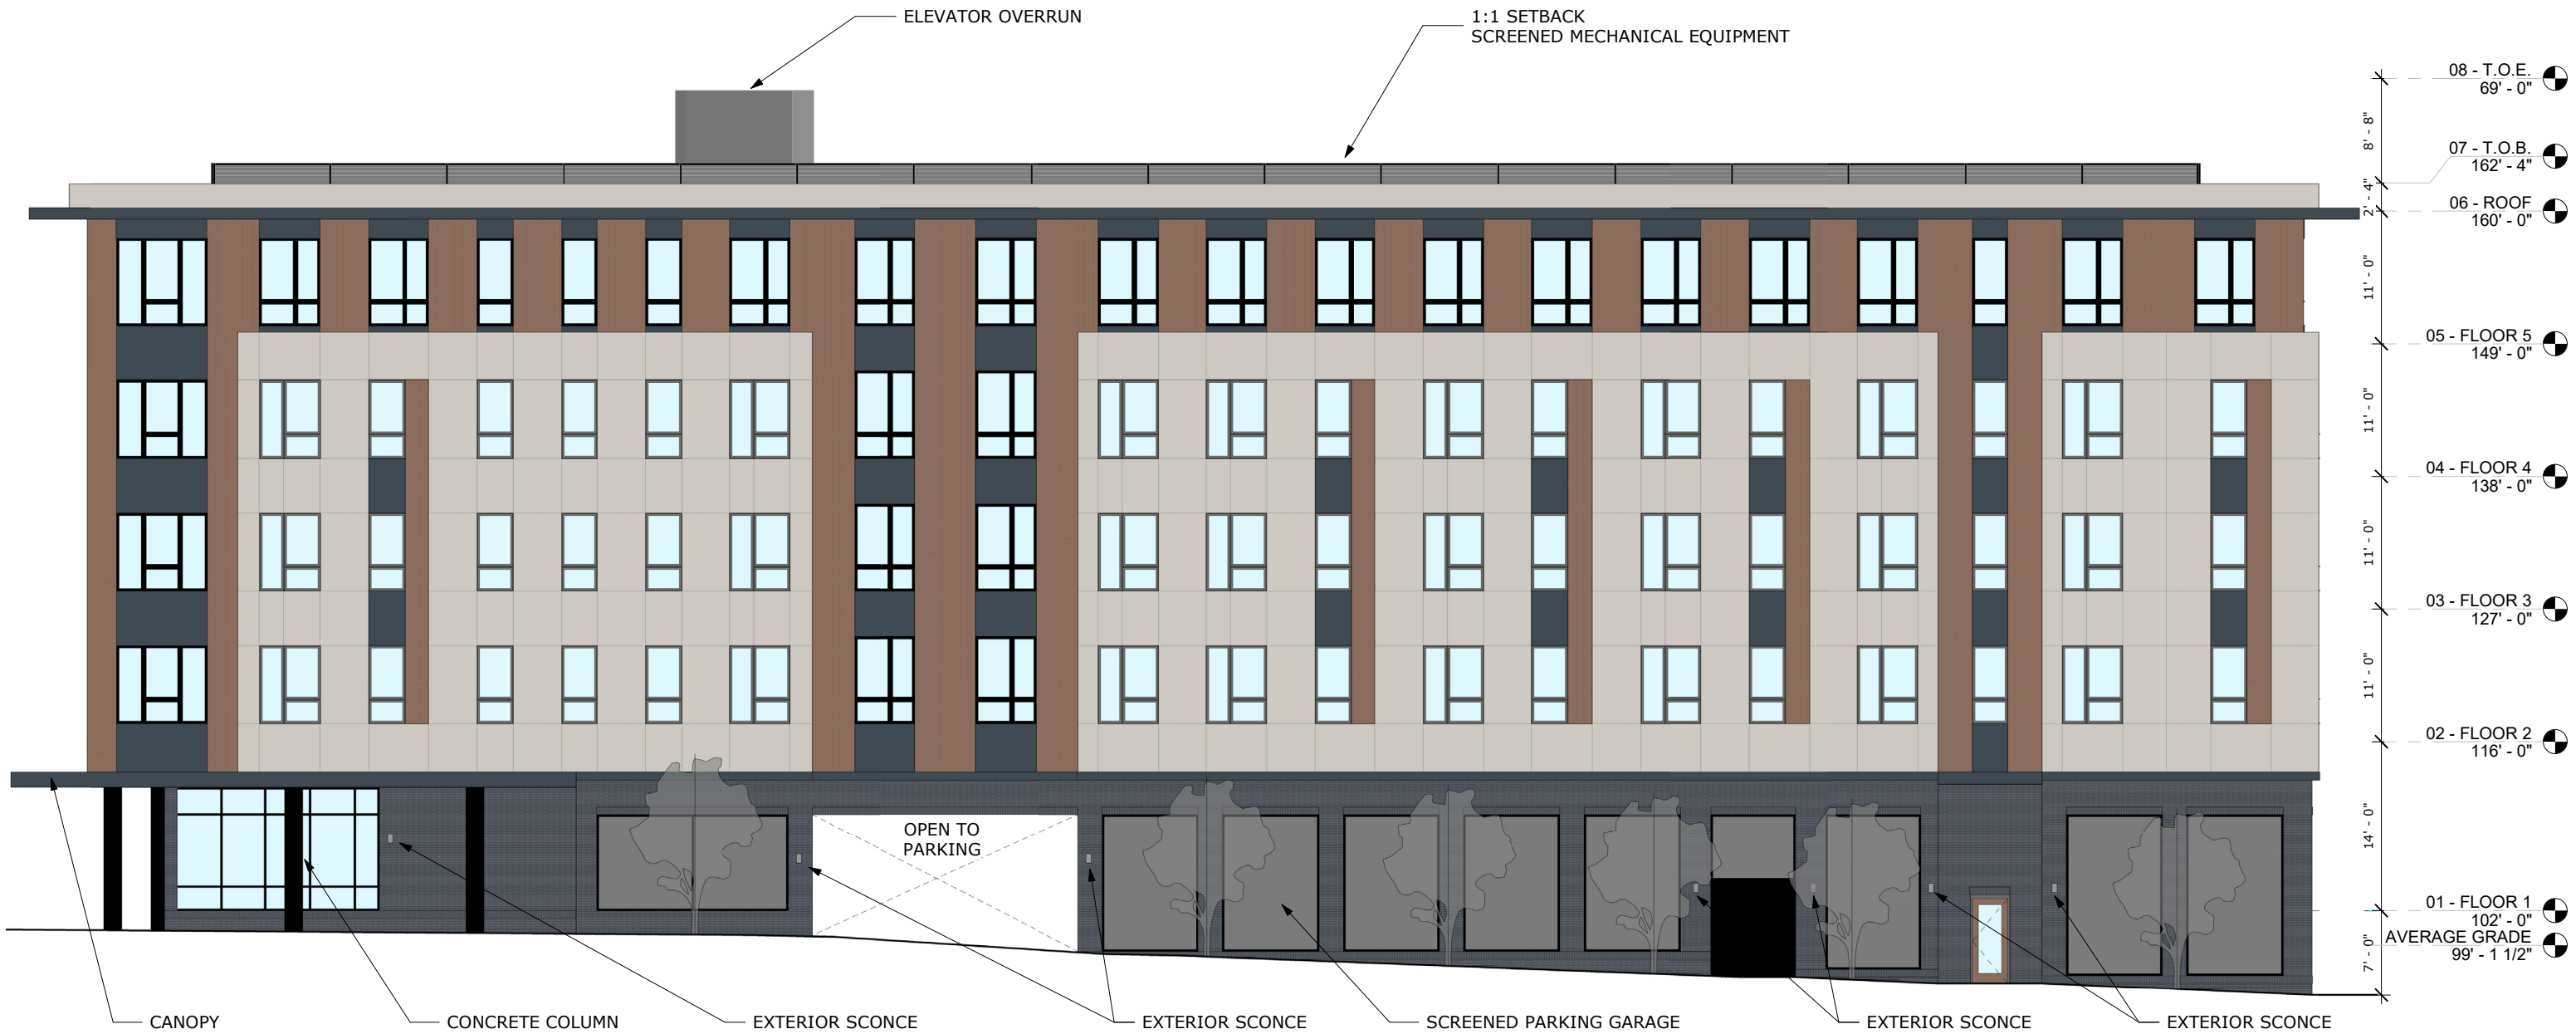 ELEVATOR OVERRUN
1:1 SETBACK
SCREENED MECHANICAL EQUIPMENT
08 - T.O.E.
69' - 0"
8' - 8"
07 - T.O.B.
162' - 4"
2' - 4"
06 - ROOF
160' - 0"
11' - 0"
05 - FLOOR 5
149' - 0"
11' - 0"
04 - FLOOR 4
138' - 0"
11' - 0"
03 - FLOOR 3
127' - 0"
11' - 0"
02 - FLOOR 2
116' - 0"
OPEN TO
PARKING
14' - 0"
01 - FLOOR 1
102' - 0"
AVERAGE GRADE
99' - 1 1/2"
7' - 0"
CANOPY
CONCRETE COLUMN
EXTERIOR SCONCE
EXTERIOR SCONCE
SCREENED PARKING GARAGE
EXTERIOR SCONCE
EXTERIOR SCONCE